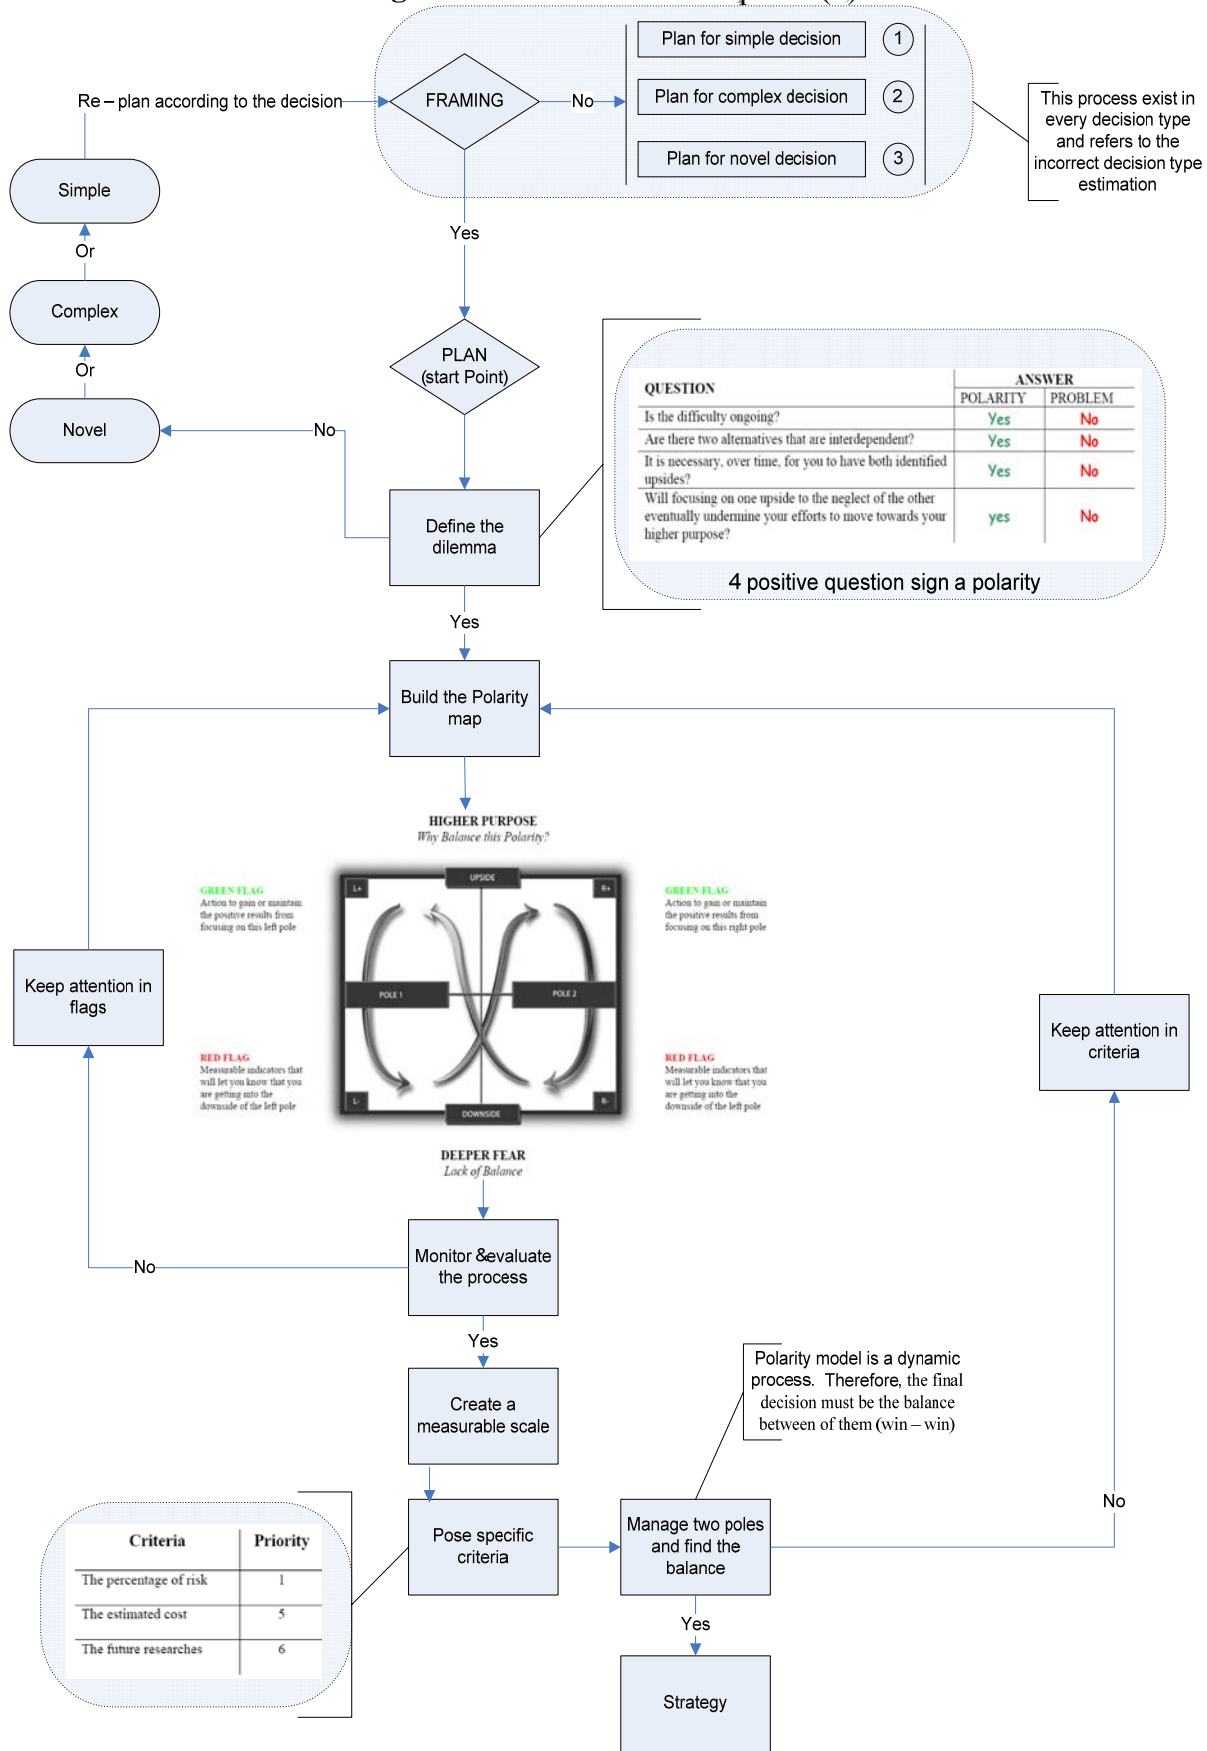 Plan for simple decision
1
Re – plan according to the decision
FRAMING
No
Plan for complex decision
2
Plan for novel decision
3
This process exist in
every decision type
and refers to the
incorrect decision type
estimation
Simple
Yes
Or
Complex
PLAN
(start Point)
Or
Novel
No
QUESTION
ANSWER
POLARITY
PROBLEM
Is the difficulty ongoing?
Yes
No
Are there two alternatives that are interdependent?
Yes
No
It is necessary, over time, for you to have both identified
upsides?
Yes
No
Will focusing on one upside to the neglect of the other
eventually undermine your efforts to move towards your
higher purpose?
yes
No
4 positive question sign a polarity
Define the
dilemma
Yes
Build the Polarity
map
HIGHER PURPOSE
Why Balance this Polarity?
GREEN FLAG
Action to gain or maintain
the positive results from
focusing on this left pole
UPSIDE
L+
R+
GREEN FLAG
Action to gain or maintain
the positive results from
focusing on this right pole
Keep attention in
flags
POLE 1
POLE 2
Keep attention in
criteria
RED FLAG
Measurable indicators that
will let you know that you
are getting into the
downside of the left pole
L-
R-
DOWNSIDE
RED FLAG
Measurable indicators that
will let you know that you
are getting into the
downside of the left pole
DEEPER FEAR
Lack of Balance
Monitor &evaluate
the process
No
Yes
Create a
measurable scale
Polarity model is a dynamic
process. Therefore, the final
decision must be the balance
between of them (win – win)
Pose specific
criteria
Manage two poles
and find the
balance
No
Criteria
Priority
The percentage of risk
1
The estimated cost
5
The future researches
6
Yes
Strategy